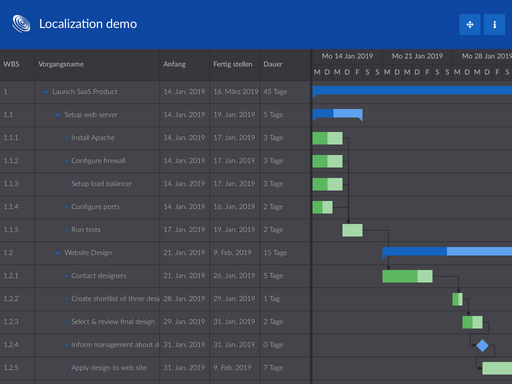 Localization demo
Mo 14 Jan 2019 Mo 21 Jan 2019 Mo 28 Jan 2019
WBS Vorgangsname Anfang Fertig stellen Dauer
M D M D F S S M D M D F S S M D M D F S
1 Launch SaaS Product 14. Jan. 2019 16. März 2019 45 Tage
1.1 Setup web server 14. Jan. 2019 19. Jan. 2019 5 Tage
1.1.1 Install Apache 14. Jan. 2019 17. Jan. 2019 3 Tage
1.1.2 Configure firewall 14. Jan. 2019 17. Jan. 2019 3 Tage
1.1.3 Setup load balancer 14. Jan. 2019 17. Jan. 2019 3 Tage
1.1.4 Configure ports 14. Jan. 2019 16. Jan. 2019 2 Tage
1.1.5 Run tests 17. Jan. 2019 19. Jan. 2019 2 Tage
1.2 Website Design 21. Jan. 2019 9. Feb. 2019 15 Tage
1.2.1 Contact designers 21. Jan. 2019 26. Jan. 2019 5 Tage
1.2.2 Create shortlist of three desi 28. Jan. 2019 29. Jan. 2019 1 Tag
1.2.3 Select & review final design 29. Jan. 2019 31. Jan. 2019 2 Tage
1.2.4 Inform management about d 31. Jan. 2019 31. Jan. 2019 0 Tage
1.2.5 Apply design to web site 31. Jan. 2019 9. Feb. 2019 7 Tage